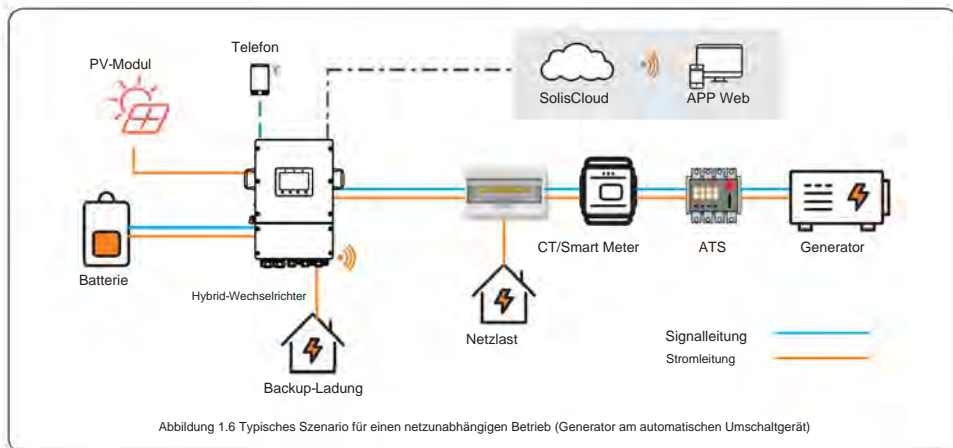 Telefon
PV-Modul
SolisCloud
APP Web
CT/Smart Meter
ATS
Generator
Batterie
Hybrid-Wechselrichter
Netzlast
Signalleitung
Stromleitung
Backup-Ladung
Abbildung 1.6 Typisches Szenario für einen netzunabhängigen Betrieb (Generator am automatischen Umschaltgerät)